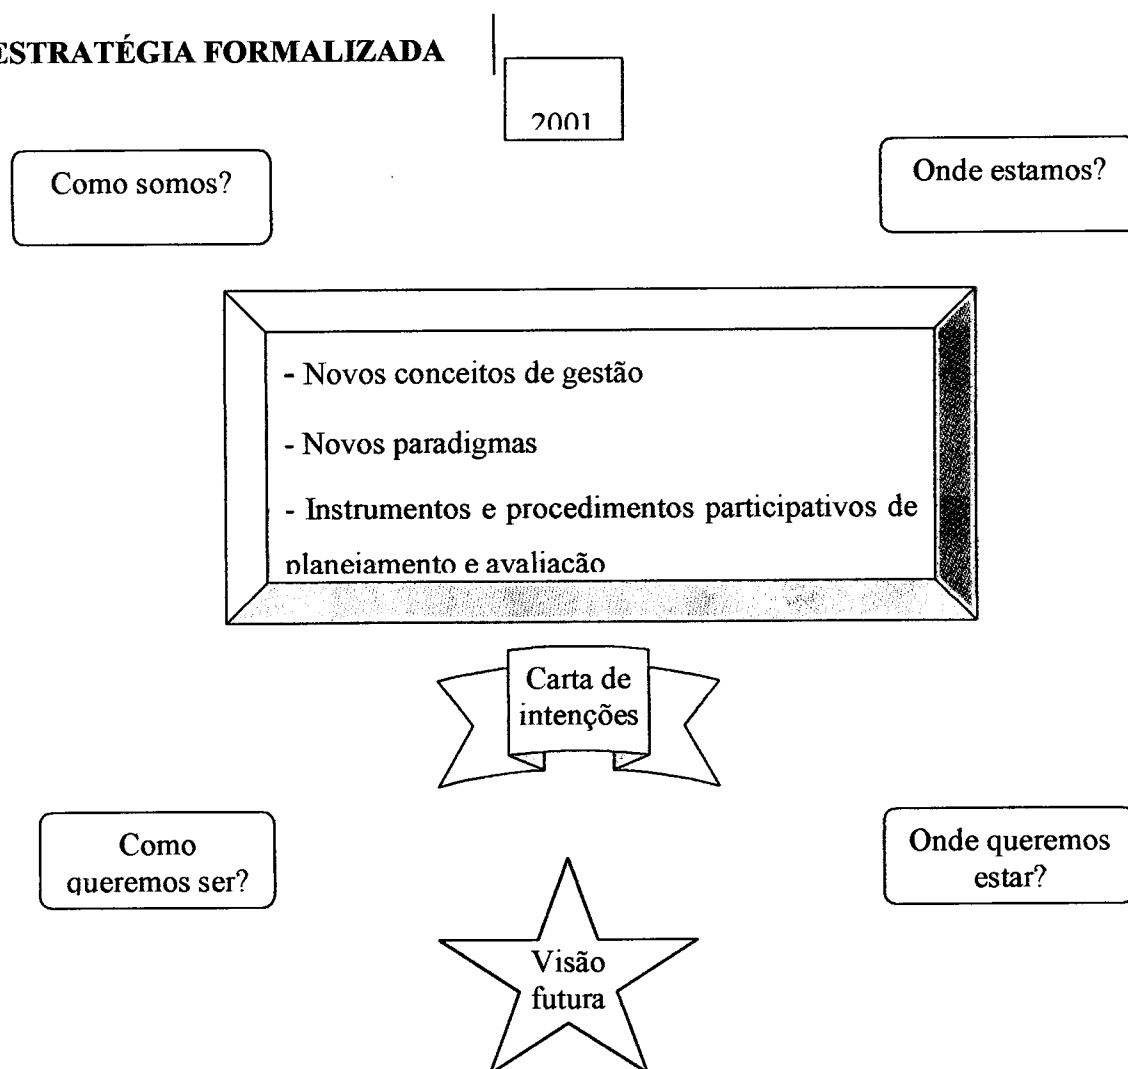 ESTRATÉGIA FORMALIZADA
2001
Como somos?
Onde estamos?
- Novos conceitos de gestão
- Novos paradigmas
- Instrumentos e procedimentos participativos de
planejamento e avaliação
Carta de
intenções
Como
queremos ser?
Onde queremos
estar?
Visão
futura